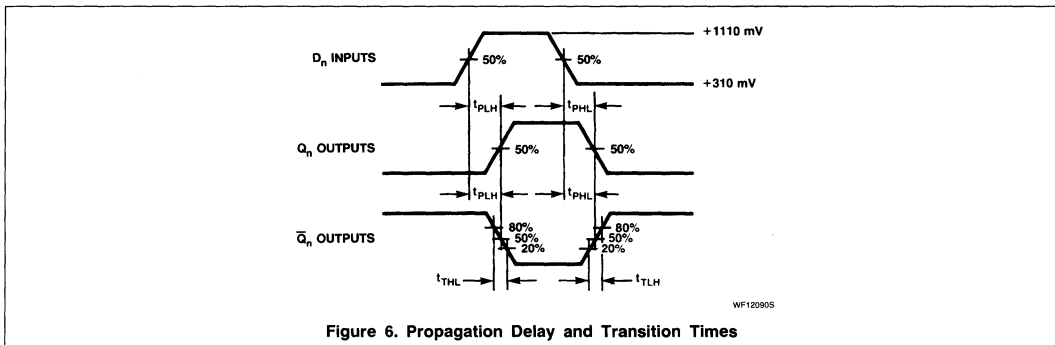 +1110 mV
Dn INPUTS
50%
50%
+310 mV
tPLH
tPHL
Qn OUTPUTS
50%
50%
tPLH
tPHL
Q̅n OUTPUTS
80%
50%
20%
80%
50%
20%
tTHL
tTLH
WF12090S
Figure 6. Propagation Delay and Transition Times